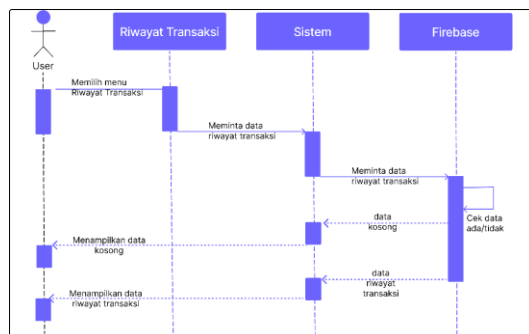 Riwayat Transaksi
Sistem
Firebase
User
Memilih menu
Riwayat Transaksi
Meminta data
riwayat transaksi
Meminta data
riwayat transaksi
Cek data
ada/tidak
data
kosong
Menampilkan data
kosong
data
riwayat
transaksi
Menampilkan data
riwayat transaksi